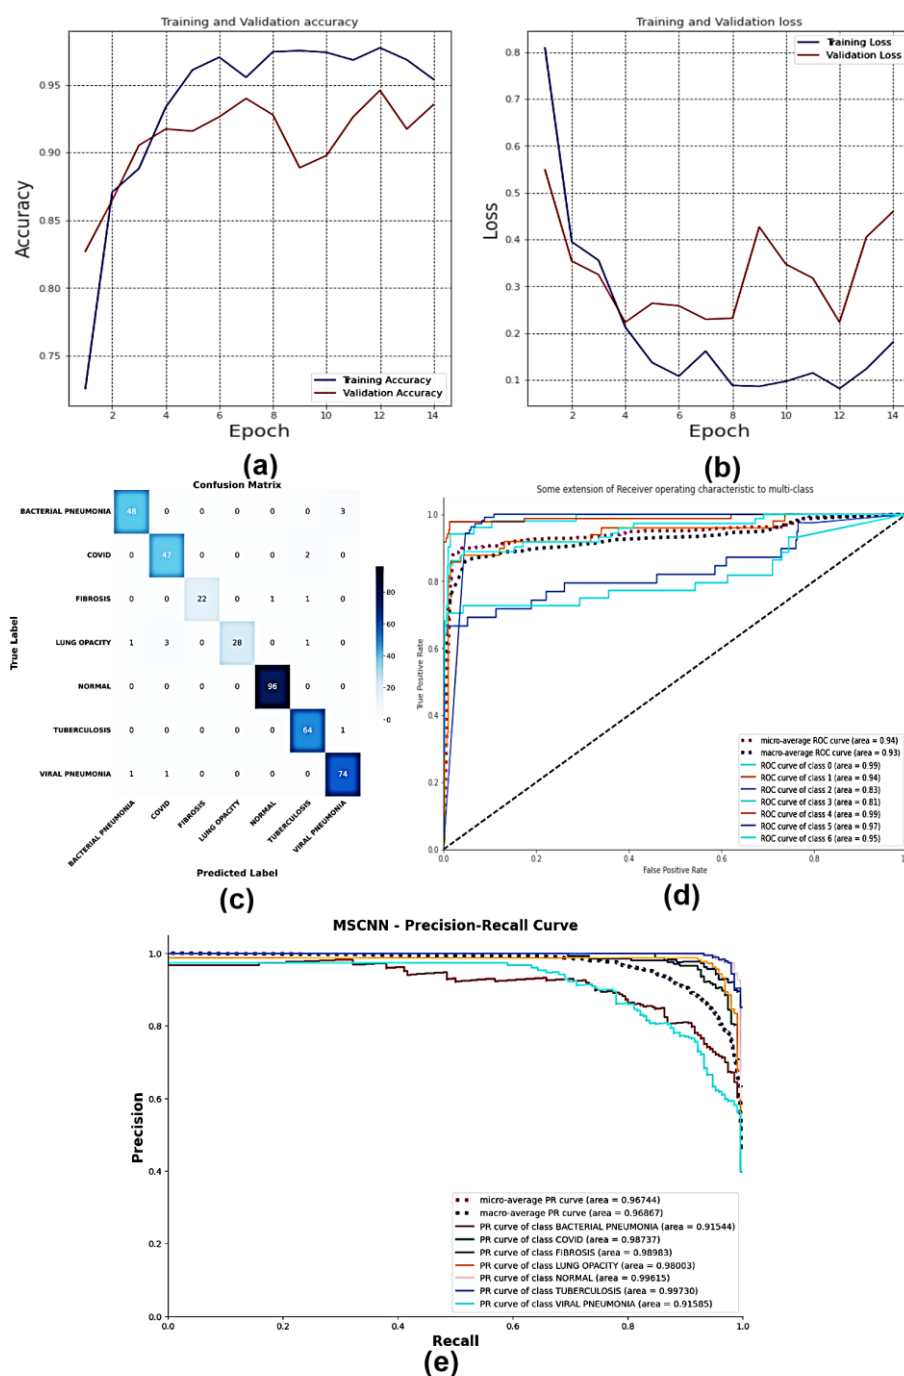 Training and Validation accuracy
0.95
0.90
0.85
0.80
0.75
Accuracy
Training Accuracy
Validation Accuracy
2 4 6 8 10 12 14
Epoch
(a)
Training and Validation loss
Training Loss
Validation Loss
0.8
0.7
0.6
0.5
0.4
0.3
0.2
0.1
Loss
2 4 6 8 10 12 14
Epoch
(b)
Confusion Matrix
True Label
BACTERIAL PNEUMONIA 48 0 0 0 0 0 3
COVID 0 47 0 0 0 2 0
FIBROSIS 0 0 22 0 1 1 0
LUNG OPACITY 1 3 0 28 0 1 0
NORMAL 0 0 0 0 96 0 0
TUBERCULOSIS 0 0 0 0 0 64 1
VIRAL PNEUMONIA 1 1 0 0 0 0 74
BACTERIAL PNEUMONIA
COVID
FIBROSIS
LUNG OPACITY
NORMAL
TUBERCULOSIS
VIRAL PNEUMONIA
Predicted Label
80
60
40
20
0
(c)
Some extension of Receiver operating characteristic to multi-class
1.0
0.8
0.6
0.4
0.2
0.0
True Positive Rate
micro-average ROC curve (area = 0.94)
macro-average ROC curve (area = 0.93)
ROC curve of class 0 (area = 0.99)
ROC curve of class 1 (area = 0.94)
ROC curve of class 2 (area = 0.83)
ROC curve of class 3 (area = 0.81)
ROC curve of class 4 (area = 0.99)
ROC curve of class 5 (area = 0.97)
ROC curve of class 6 (area = 0.95)
0.0 0.2 0.4 0.6 0.8
False Positive Rate
(d)
MSCNN - Precision-Recall Curve
1.0
0.8
0.6
0.4
0.2
0.0
Precision
micro-average PR curve (area = 0.96744)
macro-average PR curve (area = 0.96867)
PR curve of class BACTERIAL PNEUMONIA (area = 0.91544)
PR curve of class COVID (area = 0.98737)
PR curve of class FIBROSIS (area = 0.98983)
PR curve of class LUNG OPACITY (area = 0.98003)
PR curve of class NORMAL (area = 0.99615)
PR curve of class TUBERCULOSIS (area = 0.99730)
PR curve of class VIRAL PNEUMONIA (area = 0.91585)
0.0 0.2 0.4 0.6 0.8 1.0
Recall
(e)